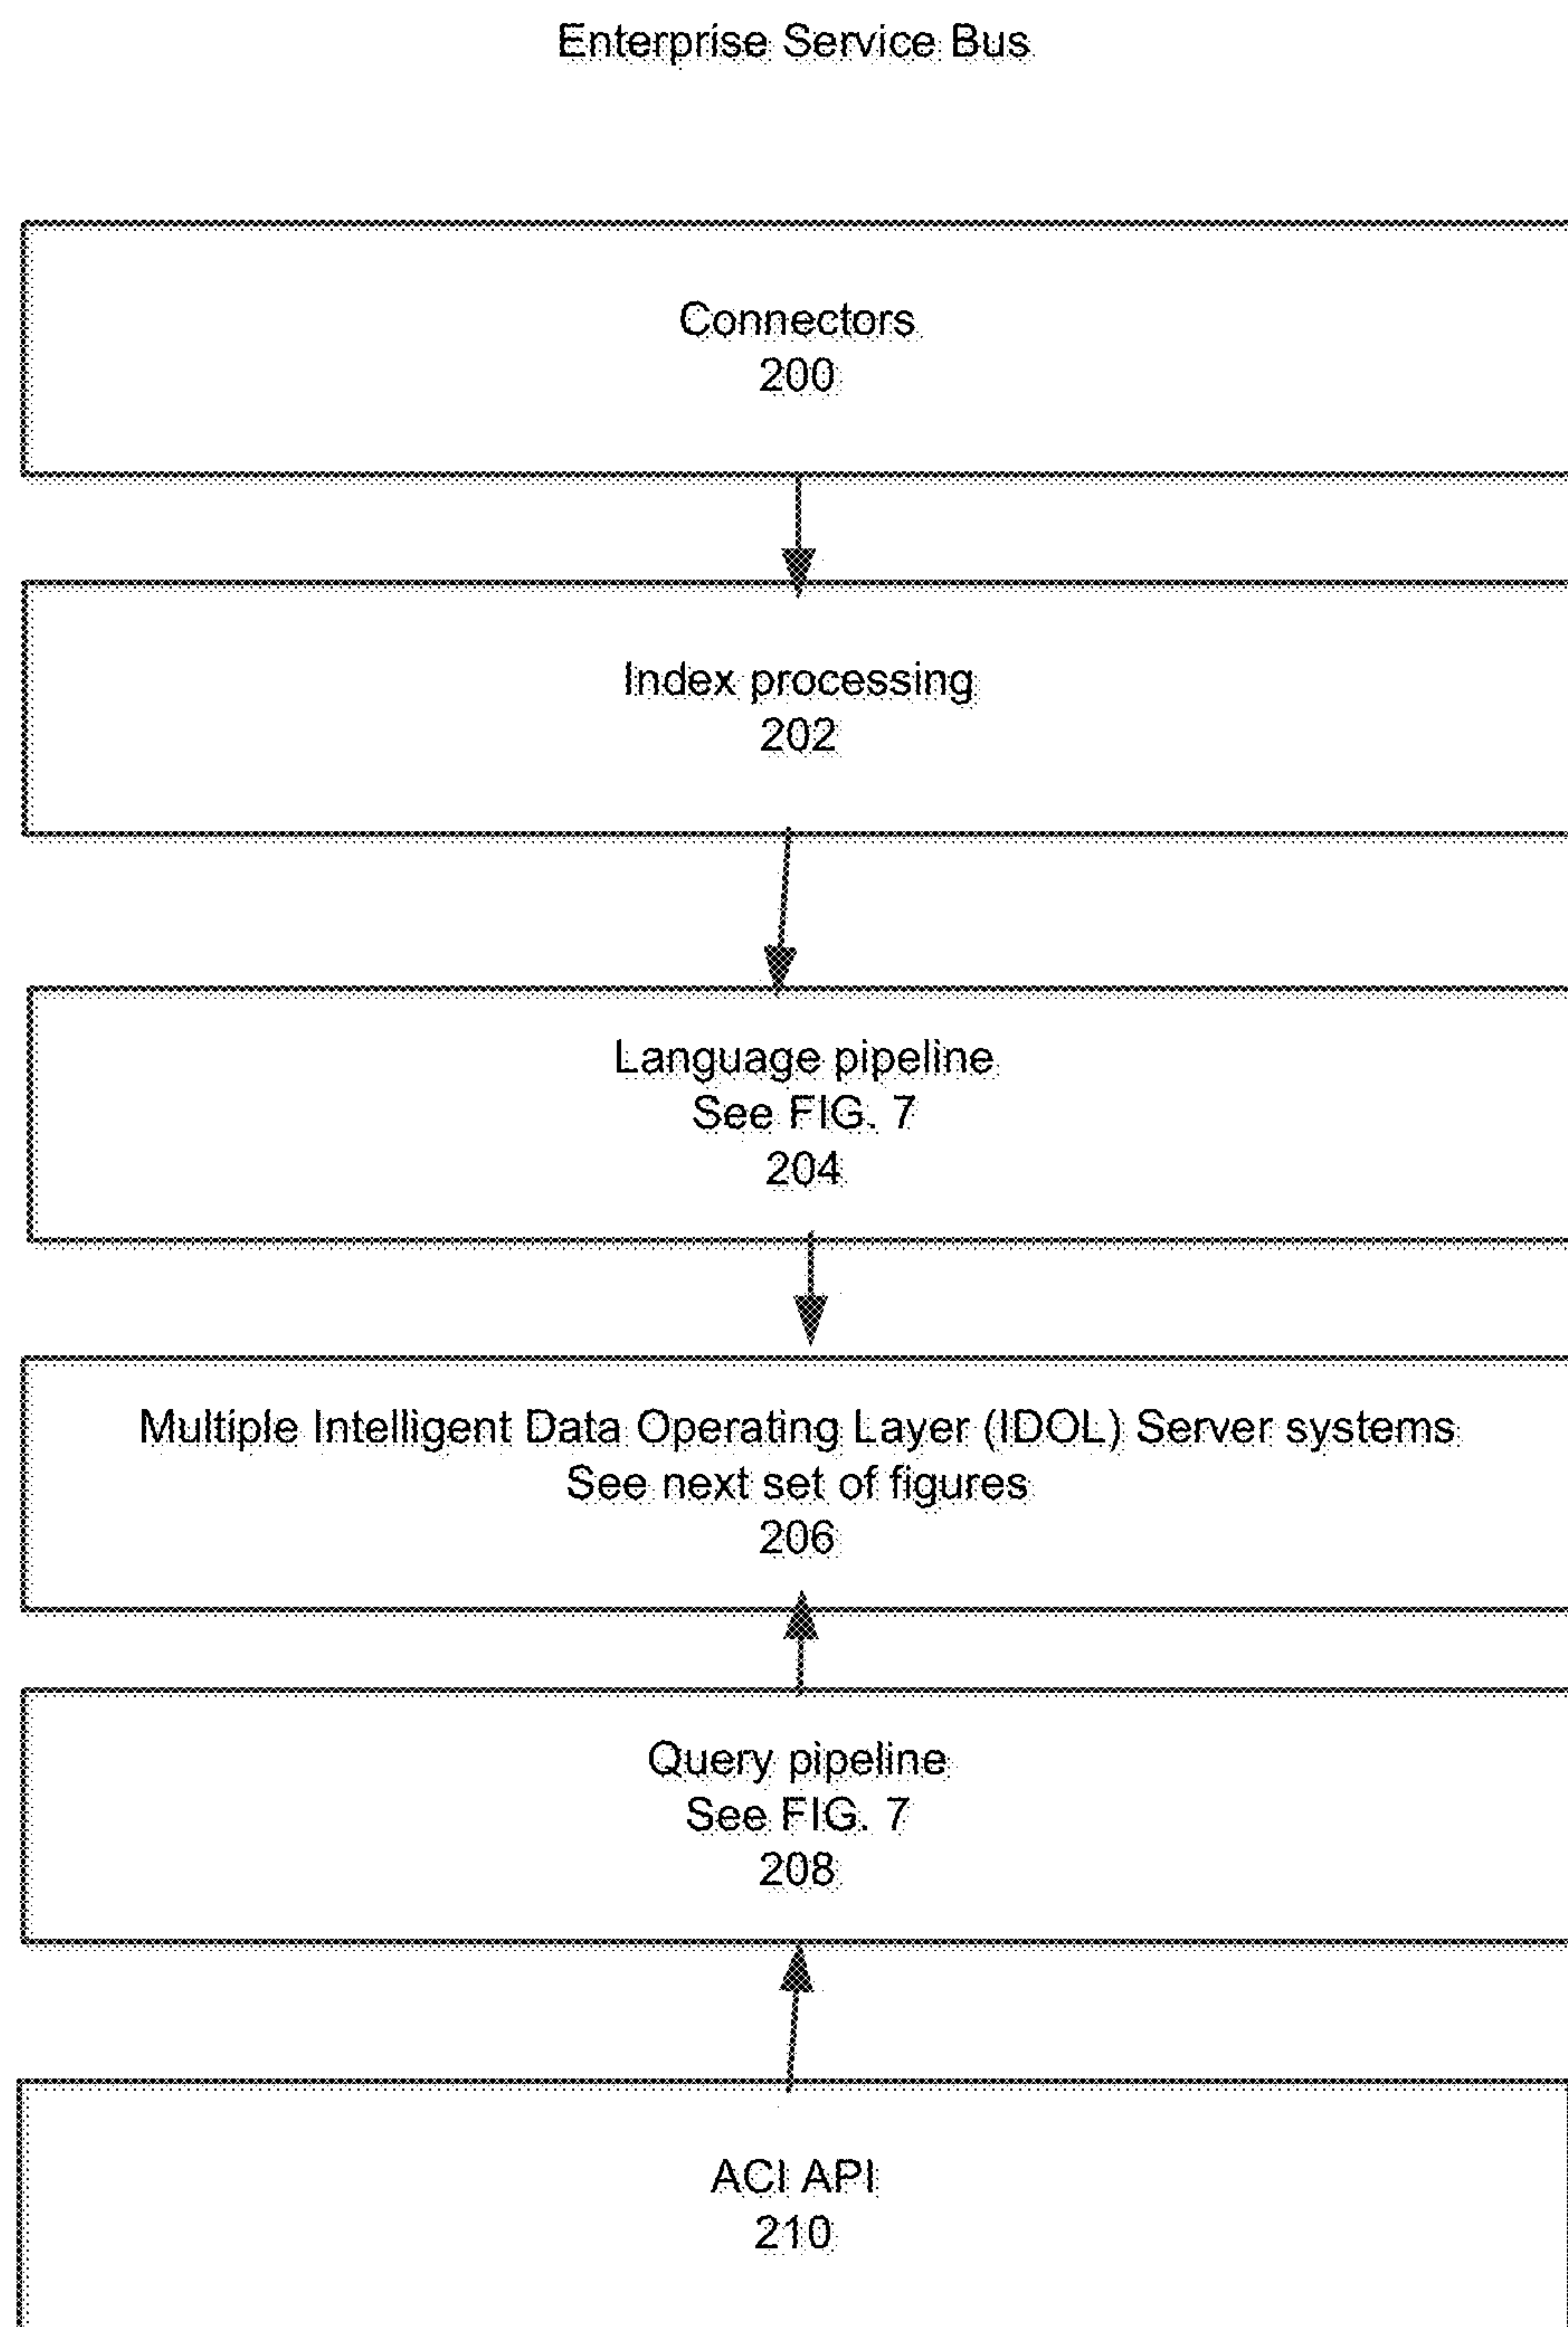 Enterprise Service Bus
Connectors
200
Index processing
202
Language pipeline
See FIG. 7
204
Multiple Intelligent Data Operating Layer (IDOL) Server systems
See next set of figures
206
Query pipeline
See FIG. 7
208
ACI API
210